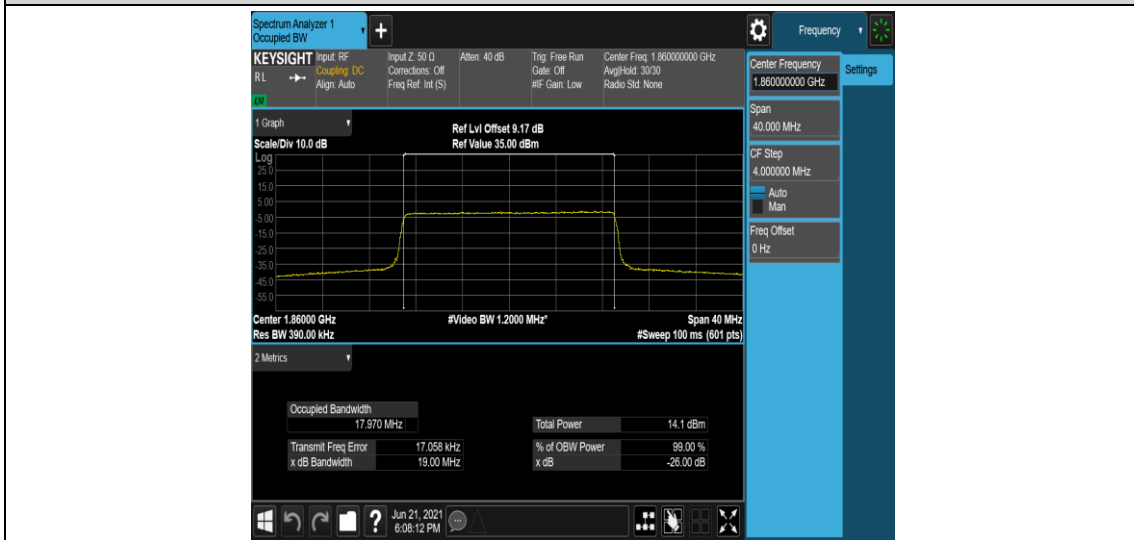 Spectrum Analyzer 1
Occupied BW
Frequency
KEYSIGHT
RL
LXI
Input: RF
Coupling: DC
Align: Auto
Input Z: 50 Ω
Corrections: Off
Freq Ref: Int (S)
Atten: 40 dB
Trig: Free Run
Gate: Off
#IF Gain: Low
Center Freq: 1.860000000 GHz
Avg|Hold: 30/30
Radio Std: None
Center Frequency
1.860000000 GHz
Settings
Span
40.000 MHz
CF Step
4.000000 MHz
Auto
Man
Freq Offset
0 Hz
1 Graph
Scale/Div 10.0 dB
Ref Lvl Offset 9.17 dB
Ref Value 35.00 dBm
Log
25.0
15.0
5.00
-5.00
-15.0
-25.0
-35.0
-45.0
-55.0
Center 1.86000 GHz
#Video BW 1.2000 MHz*
Span 40 MHz
Res BW 390.00 kHz
#Sweep 100 ms (601 pts)
2 Metrics
Occupied Bandwidth
17.970 MHz
Total Power 14.1 dBm
Transmit Freq Error 17.058 kHz
% of OBW Power 99.00 %
x dB Bandwidth 19.00 MHz
x dB -26.00 dB
?
Jun 21, 2021
6:08:12 PM